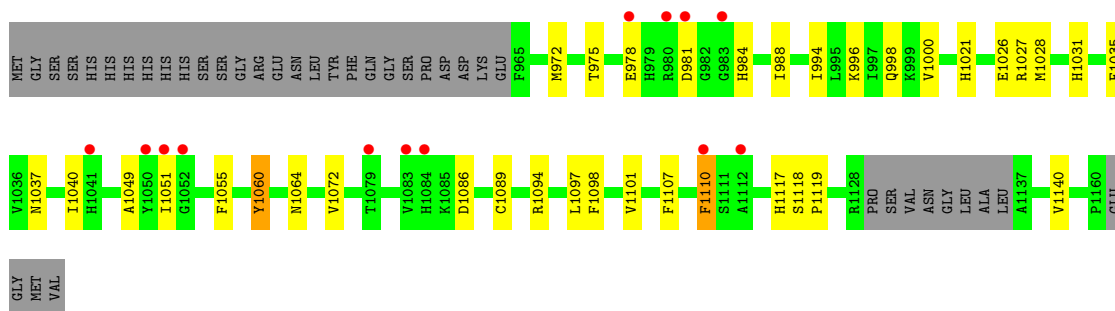 MET GLY SER SER HIS HIS HIS HIS HIS HIS SER SER GLY ARG GLU ASN LEU TYR PHE GLN GLY SER PRO ASP ASP LYS GLU F965 M972 T975 E978 H979 R980 D981 G982 G983 H984 I988 I994 L995 K996 I997 Q998 K999 V1000 H1021 E1026 R1027 M1028 H1031
V1036 N1037 I1040 H1041 A1049 Y1050 I1051 G1052 F1055 Y1060 N1064 V1072 T1079 V1083 H1084 K1085 D1086 C1089 R1094 L1097 F1098 V1101 F1107 F1110 S1111 A1112 H1117 S1118 P1119 R1128 PRO SER VAL ASN GLY LEU ALA LEU A1137 V1140 P1160
GLY MET VAL